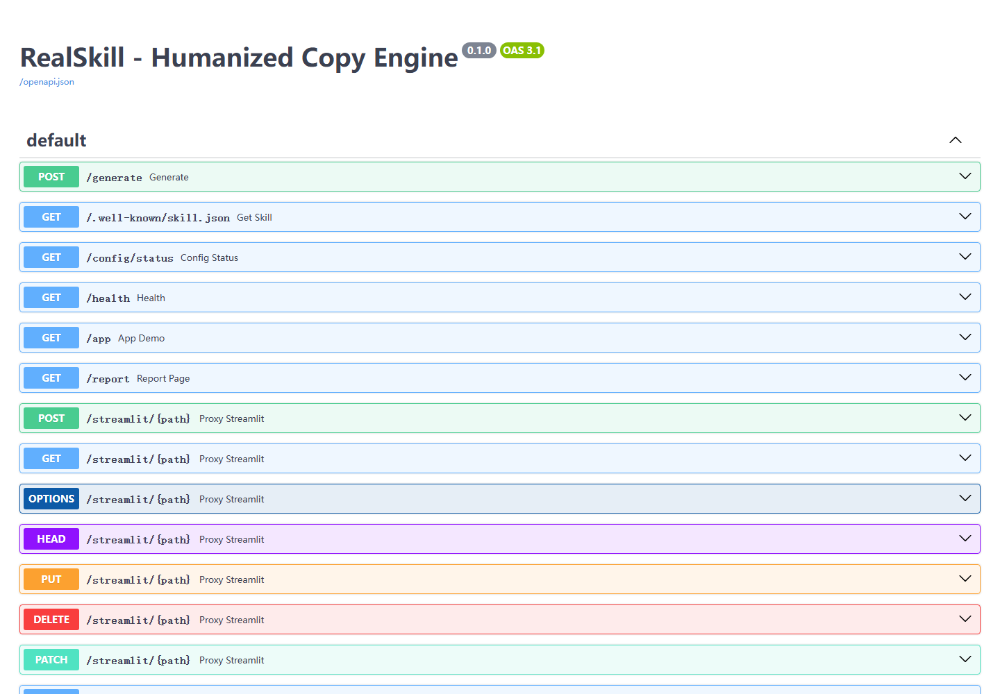 RealSkill - Humanized Copy Engine 0.1.0 OAS 3.1
/openapi.json
default
POST /generate Generate
GET /.well-known/skill.json Get Skill
GET /config/status Config Status
GET /health Health
GET /app App Demo
GET /report Report Page
POST /streamlit/{path} Proxy Streamlit
GET /streamlit/{path} Proxy Streamlit
OPTIONS /streamlit/{path} Proxy Streamlit
HEAD /streamlit/{path} Proxy Streamlit
PUT /streamlit/{path} Proxy Streamlit
DELETE /streamlit/{path} Proxy Streamlit
PATCH /streamlit/{path} Proxy Streamlit